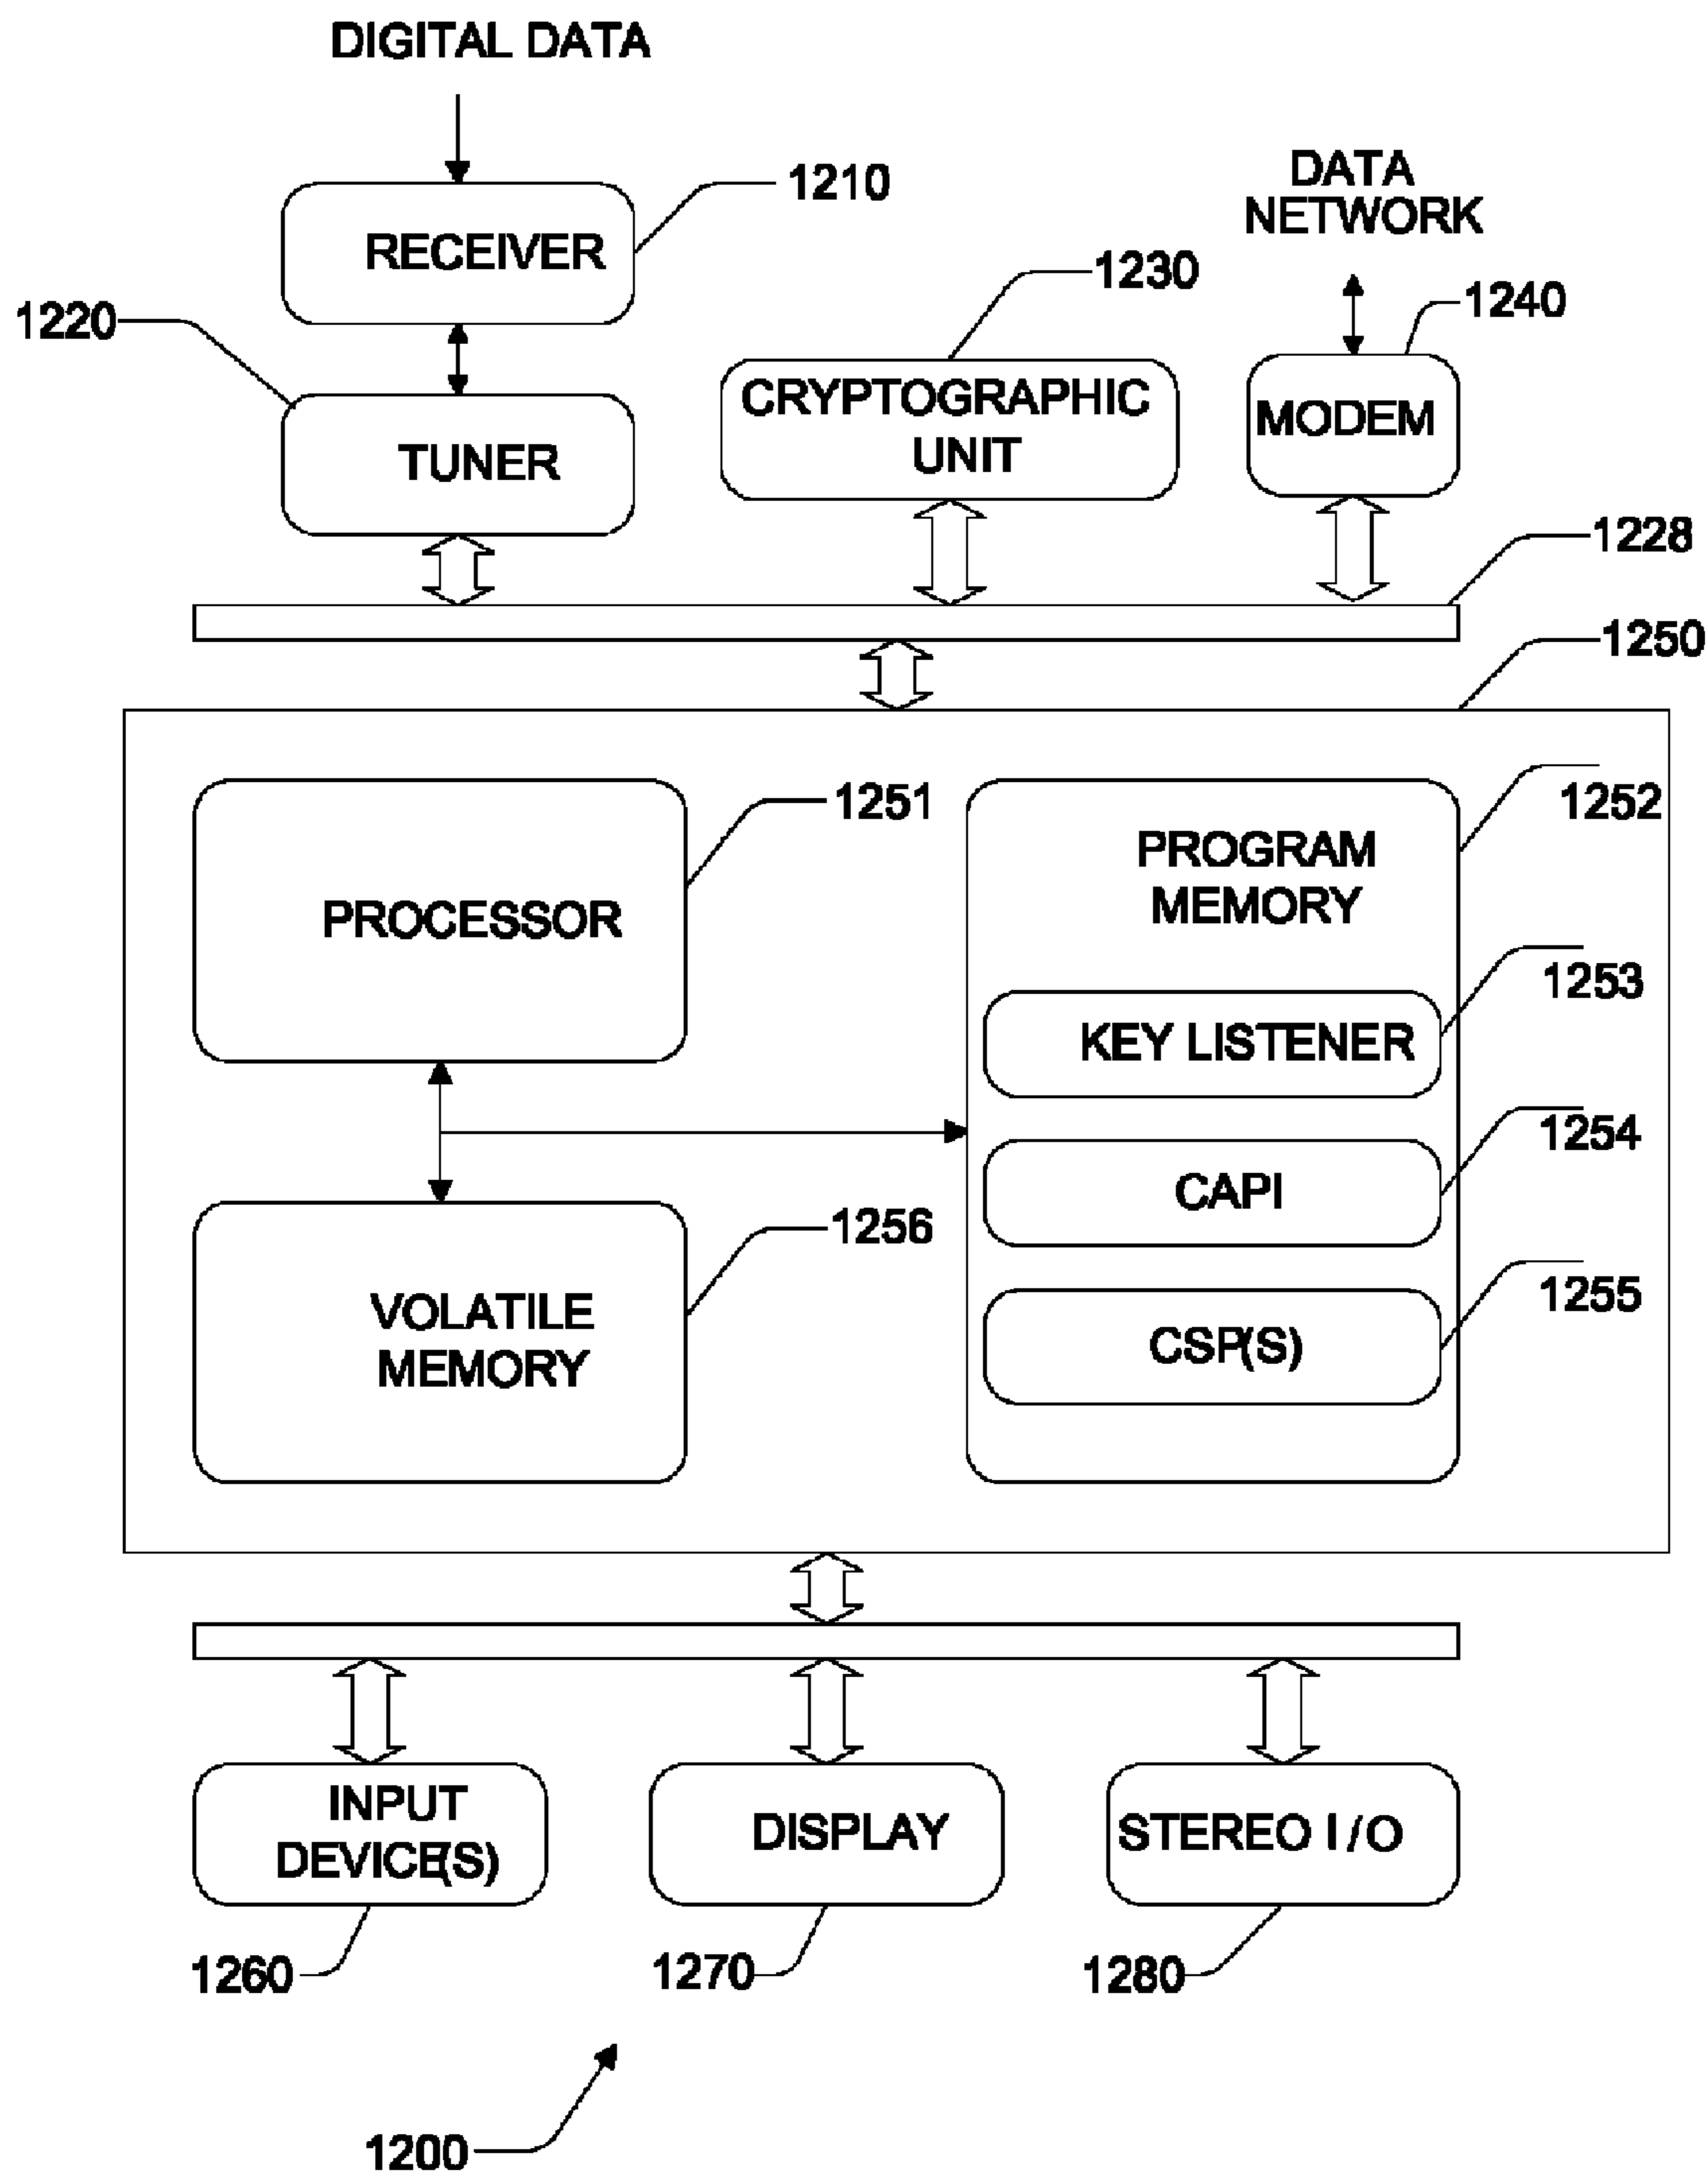 DIGITAL DATA
1210
DATA
NETWORK
RECEIVER
1230
1240
1220
CRYPTOGRAPHIC
UNIT
MODEM
TUNER
1228
1250
1251
1252
PROGRAM
MEMORY
PROCESSOR
1253
KEY LISTENER
1254
CAPI
1256
1255
VOLATILE
MEMORY
CSP(S)
INPUT
DEVICE(S)
DISPLAY
STEREO I/O
1260
1270
1280
1200